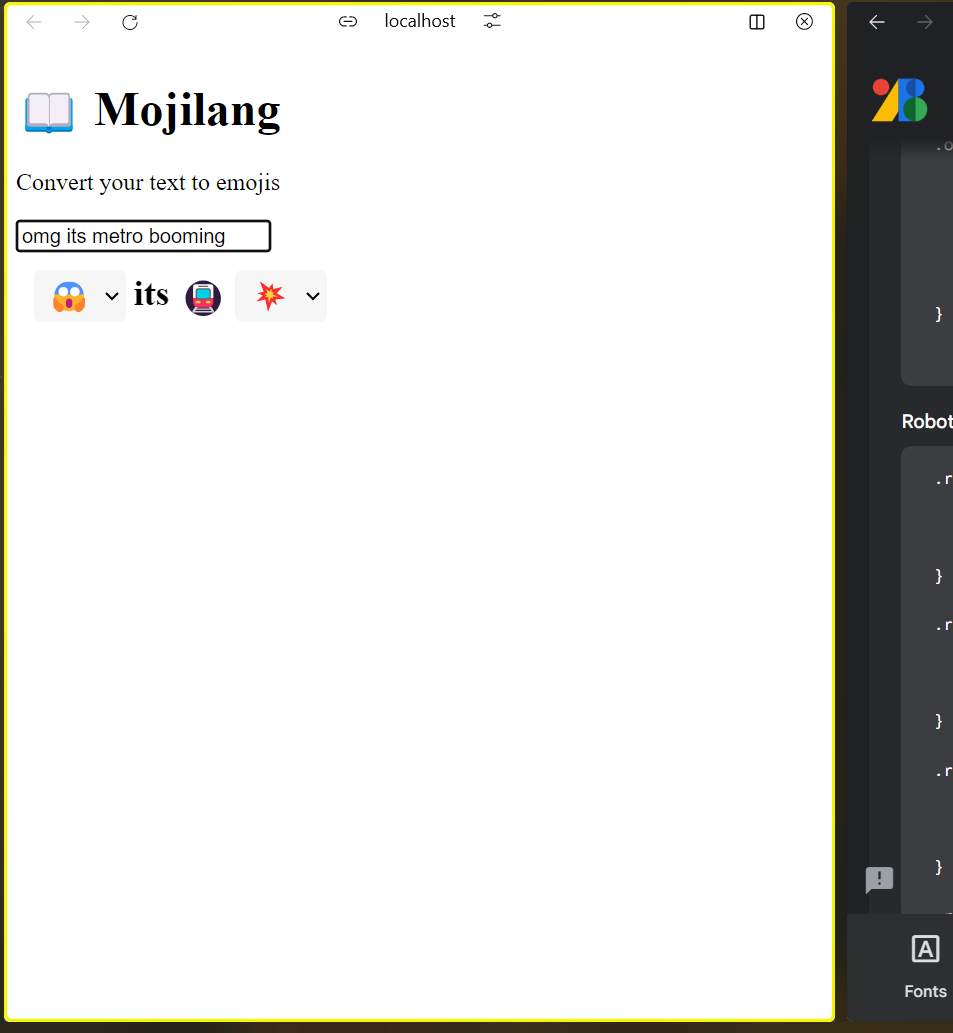 localhost
📖 Mojilang
Convert your text to emojis
omg its metro booming
😱 its 🚇 💥
.o
}
Robot
.r
}
.r
}
.r
}
Fonts